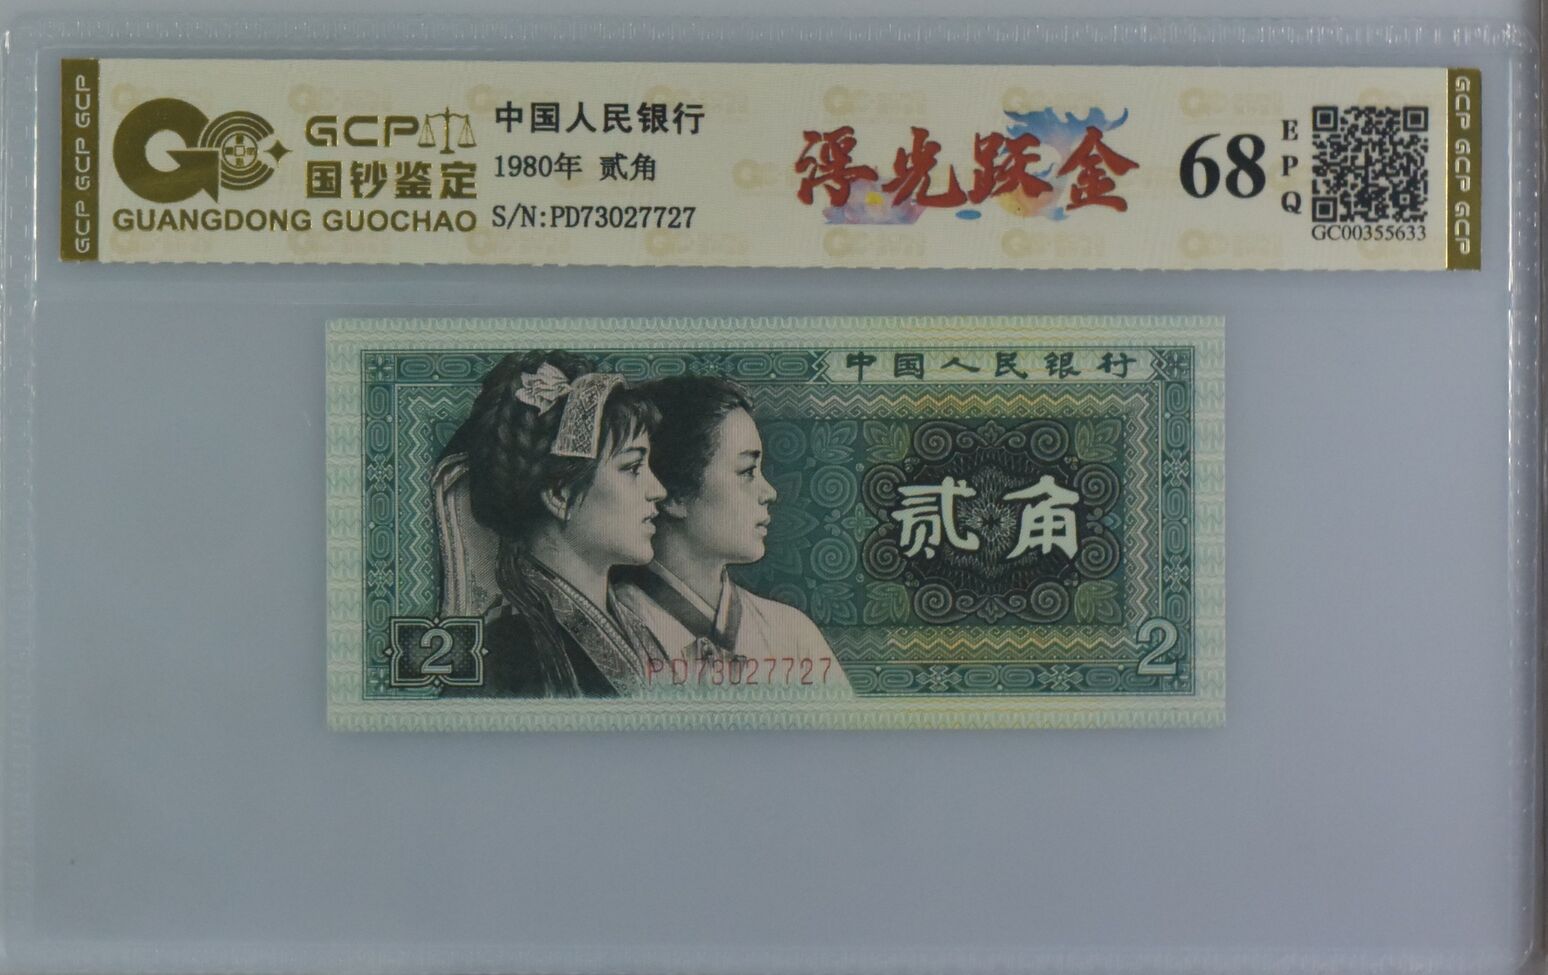 GCP GCP GCP
GCP
国钞鉴定
GUANGDONG GUOCHAO
中国人民银行
1980年 贰角
S/N:PD73027727
浮光跃金
68
EPQ
GC00355633
GCP GCP GCP
中国人民银行
贰角
2
PD73027727
2